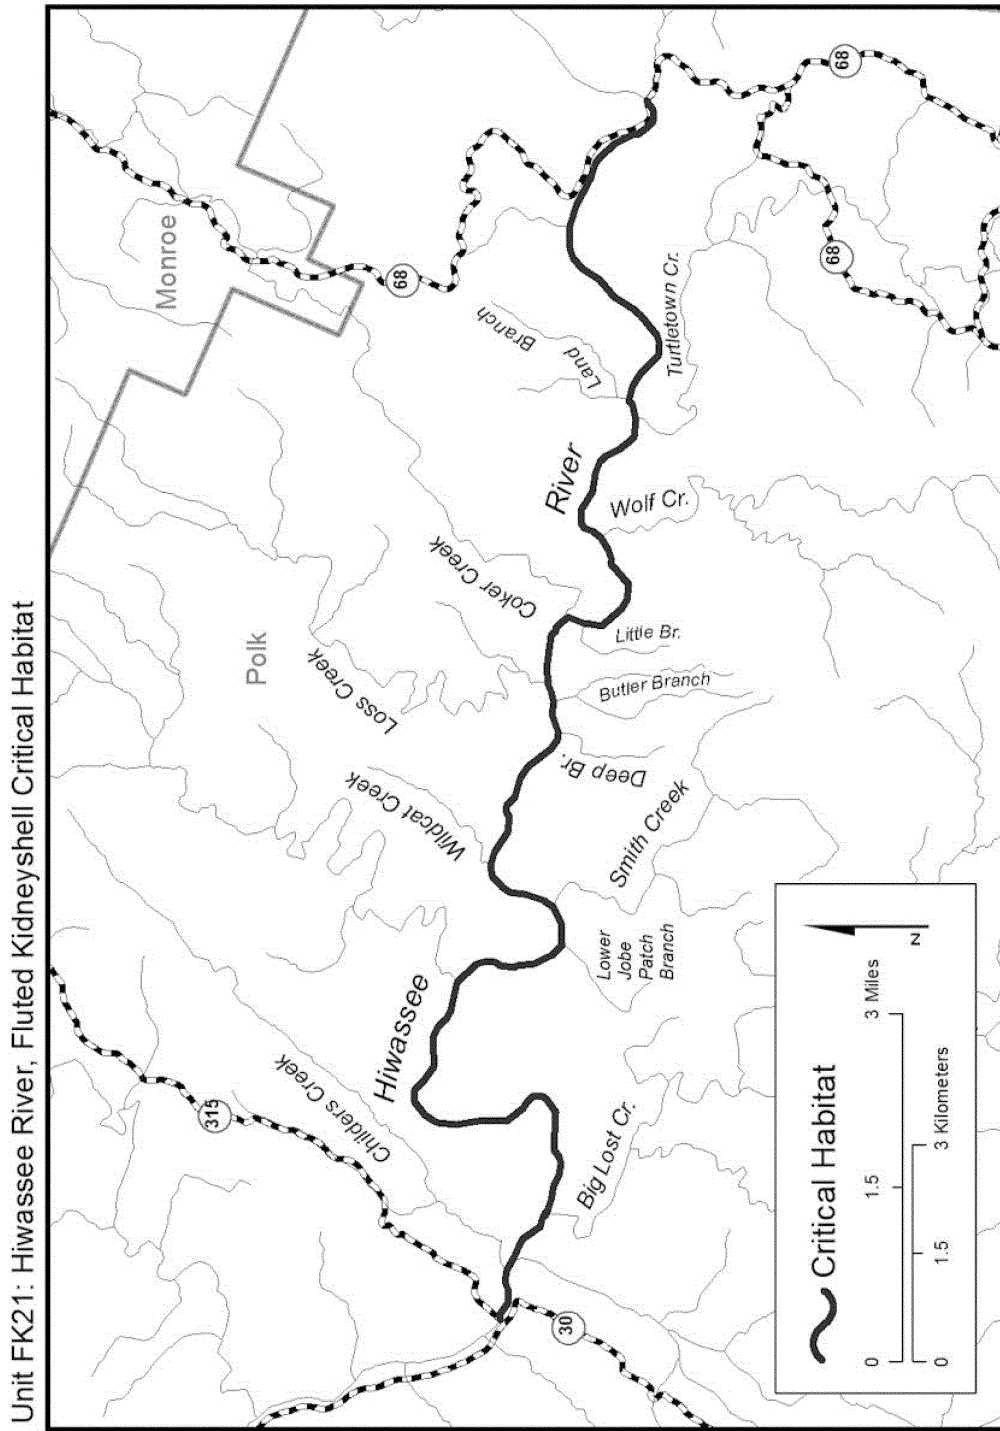 Unit FK21: Hiwassee River, Fluted Kidneyshell Critical Habitat
Monroe
Polk
68
68
68
315
30
Hiwassee
River
Childers Creek
Wildcat Creek
Loss Creek
Coker Creek
Land
Branch
Turtletown Cr.
Wolf Cr.
Little Br.
Butler Branch
Deep Br.
Smith Creek
Lower
Jobe
Patch
Branch
Big Lost Cr.
Critical Habitat
0
1.5
3 Miles
0
1.5
3 Kilometers
N